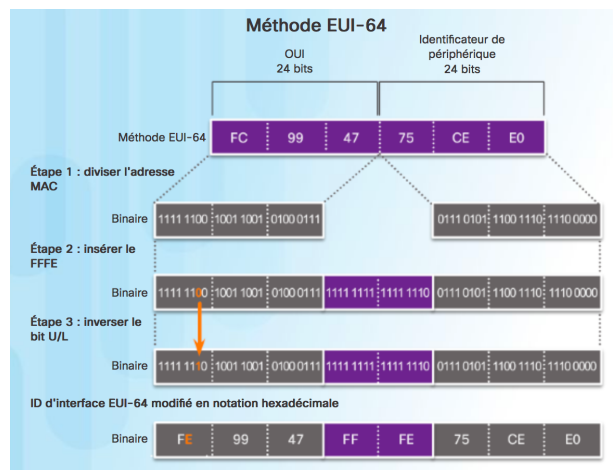 Méthode EUI-64
OUI
24 bits
Identificateur de
périphérique
24 bits
Méthode EUI-64 FC 99 47 75 CE E0
Étape 1 : diviser l'adresse
MAC
Binaire 1111 1100 1001 1001 0100 0111 0111 0101 1100 1110 1110 0000
Étape 2 : insérer le
FFFE
Binaire 1111 1100 1001 1001 0100 0111 1111 1111 1111 1110 0111 0101 1100 1110 1110 0000
Étape 3 : inverser le
bit U/L
Binaire 1111 1110 1001 1001 0100 0111 1111 1111 1111 1110 0111 0101 1100 1110 1110 0000
ID d'interface EUI-64 modifié en notation hexadécimale
Binaire FE 99 47 FF FE 75 CE E0